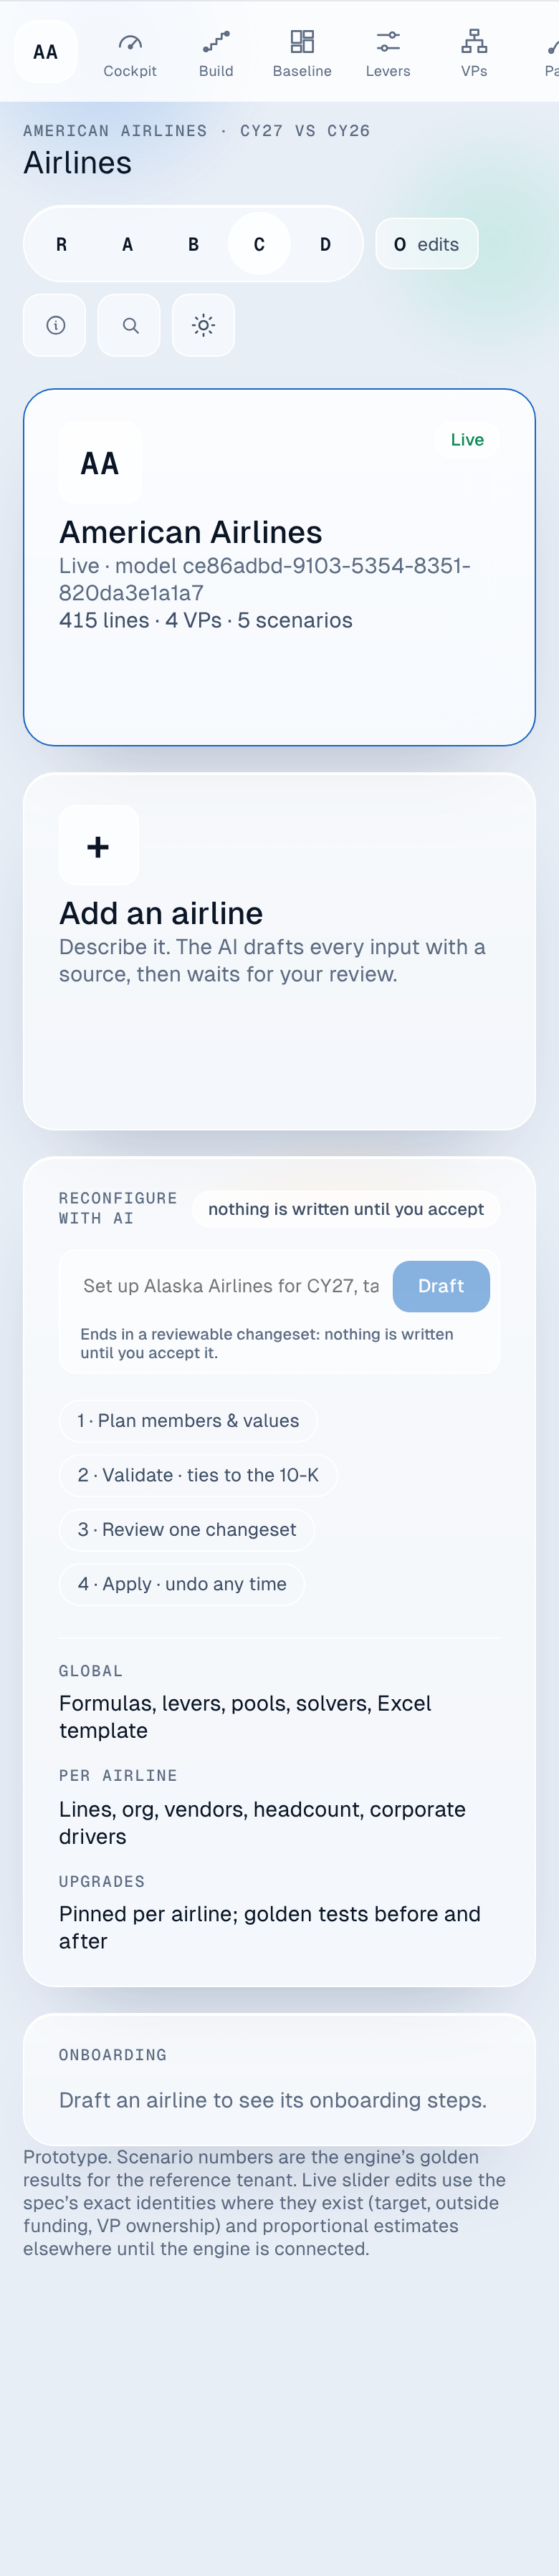 AA
Cockpit
Build
Baseline
Levers
VPs
Pa
AMERICAN AIRLINES · CY27 VS CY26
Airlines
R A B C D
0 edits
AA
Live
American Airlines
Live · model ce86adbd-9103-5354-8351-
820da3e1a1a7
415 lines · 4 VPs · 5 scenarios
+
Add an airline
Describe it. The AI drafts every input with a
source, then waits for your review.
RECONFIGURE
WITH AI
nothing is written until you accept
Set up Alaska Airlines for CY27, ta
Draft
Ends in a reviewable changeset: nothing is written
until you accept it.
1 · Plan members & values
2 · Validate · ties to the 10-K
3 · Review one changeset
4 · Apply · undo any time
GLOBAL
Formulas, levers, pools, solvers, Excel
template
PER AIRLINE
Lines, org, vendors, headcount, corporate
drivers
UPGRADES
Pinned per airline; golden tests before and
after
ONBOARDING
Draft an airline to see its onboarding steps.
Prototype. Scenario numbers are the engine’s golden
results for the reference tenant. Live slider edits use the
spec’s exact identities where they exist (target, outside
funding, VP ownership) and proportional estimates
elsewhere until the engine is connected.